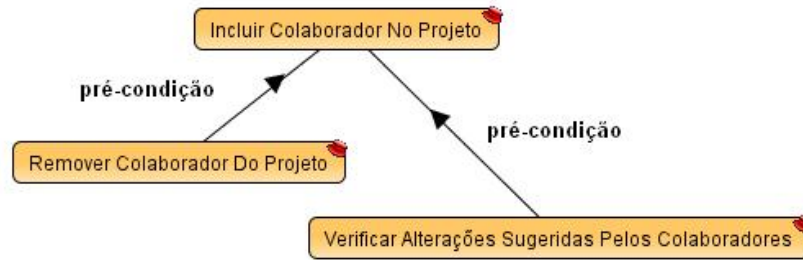 Incluir Colaborador No Projeto
pré-condição
pré-condição
Remover Colaborador Do Projeto
Verificar Alterações Sugeridas Pelos Colaboradores